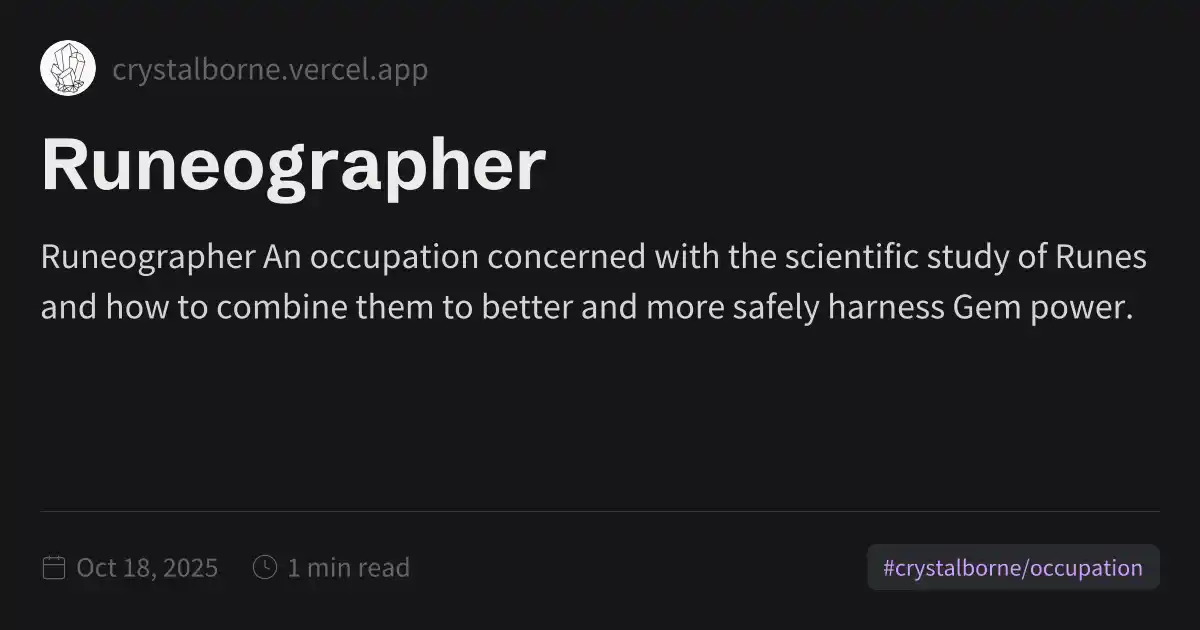 crystalborne.vercel.app
Runeographer
Runeographer An occupation concerned with the scientific study of Runes
and how to combine them to better and more safely harness Gem power.
Oct 18, 2025 1 min read #crystalborne/occupation